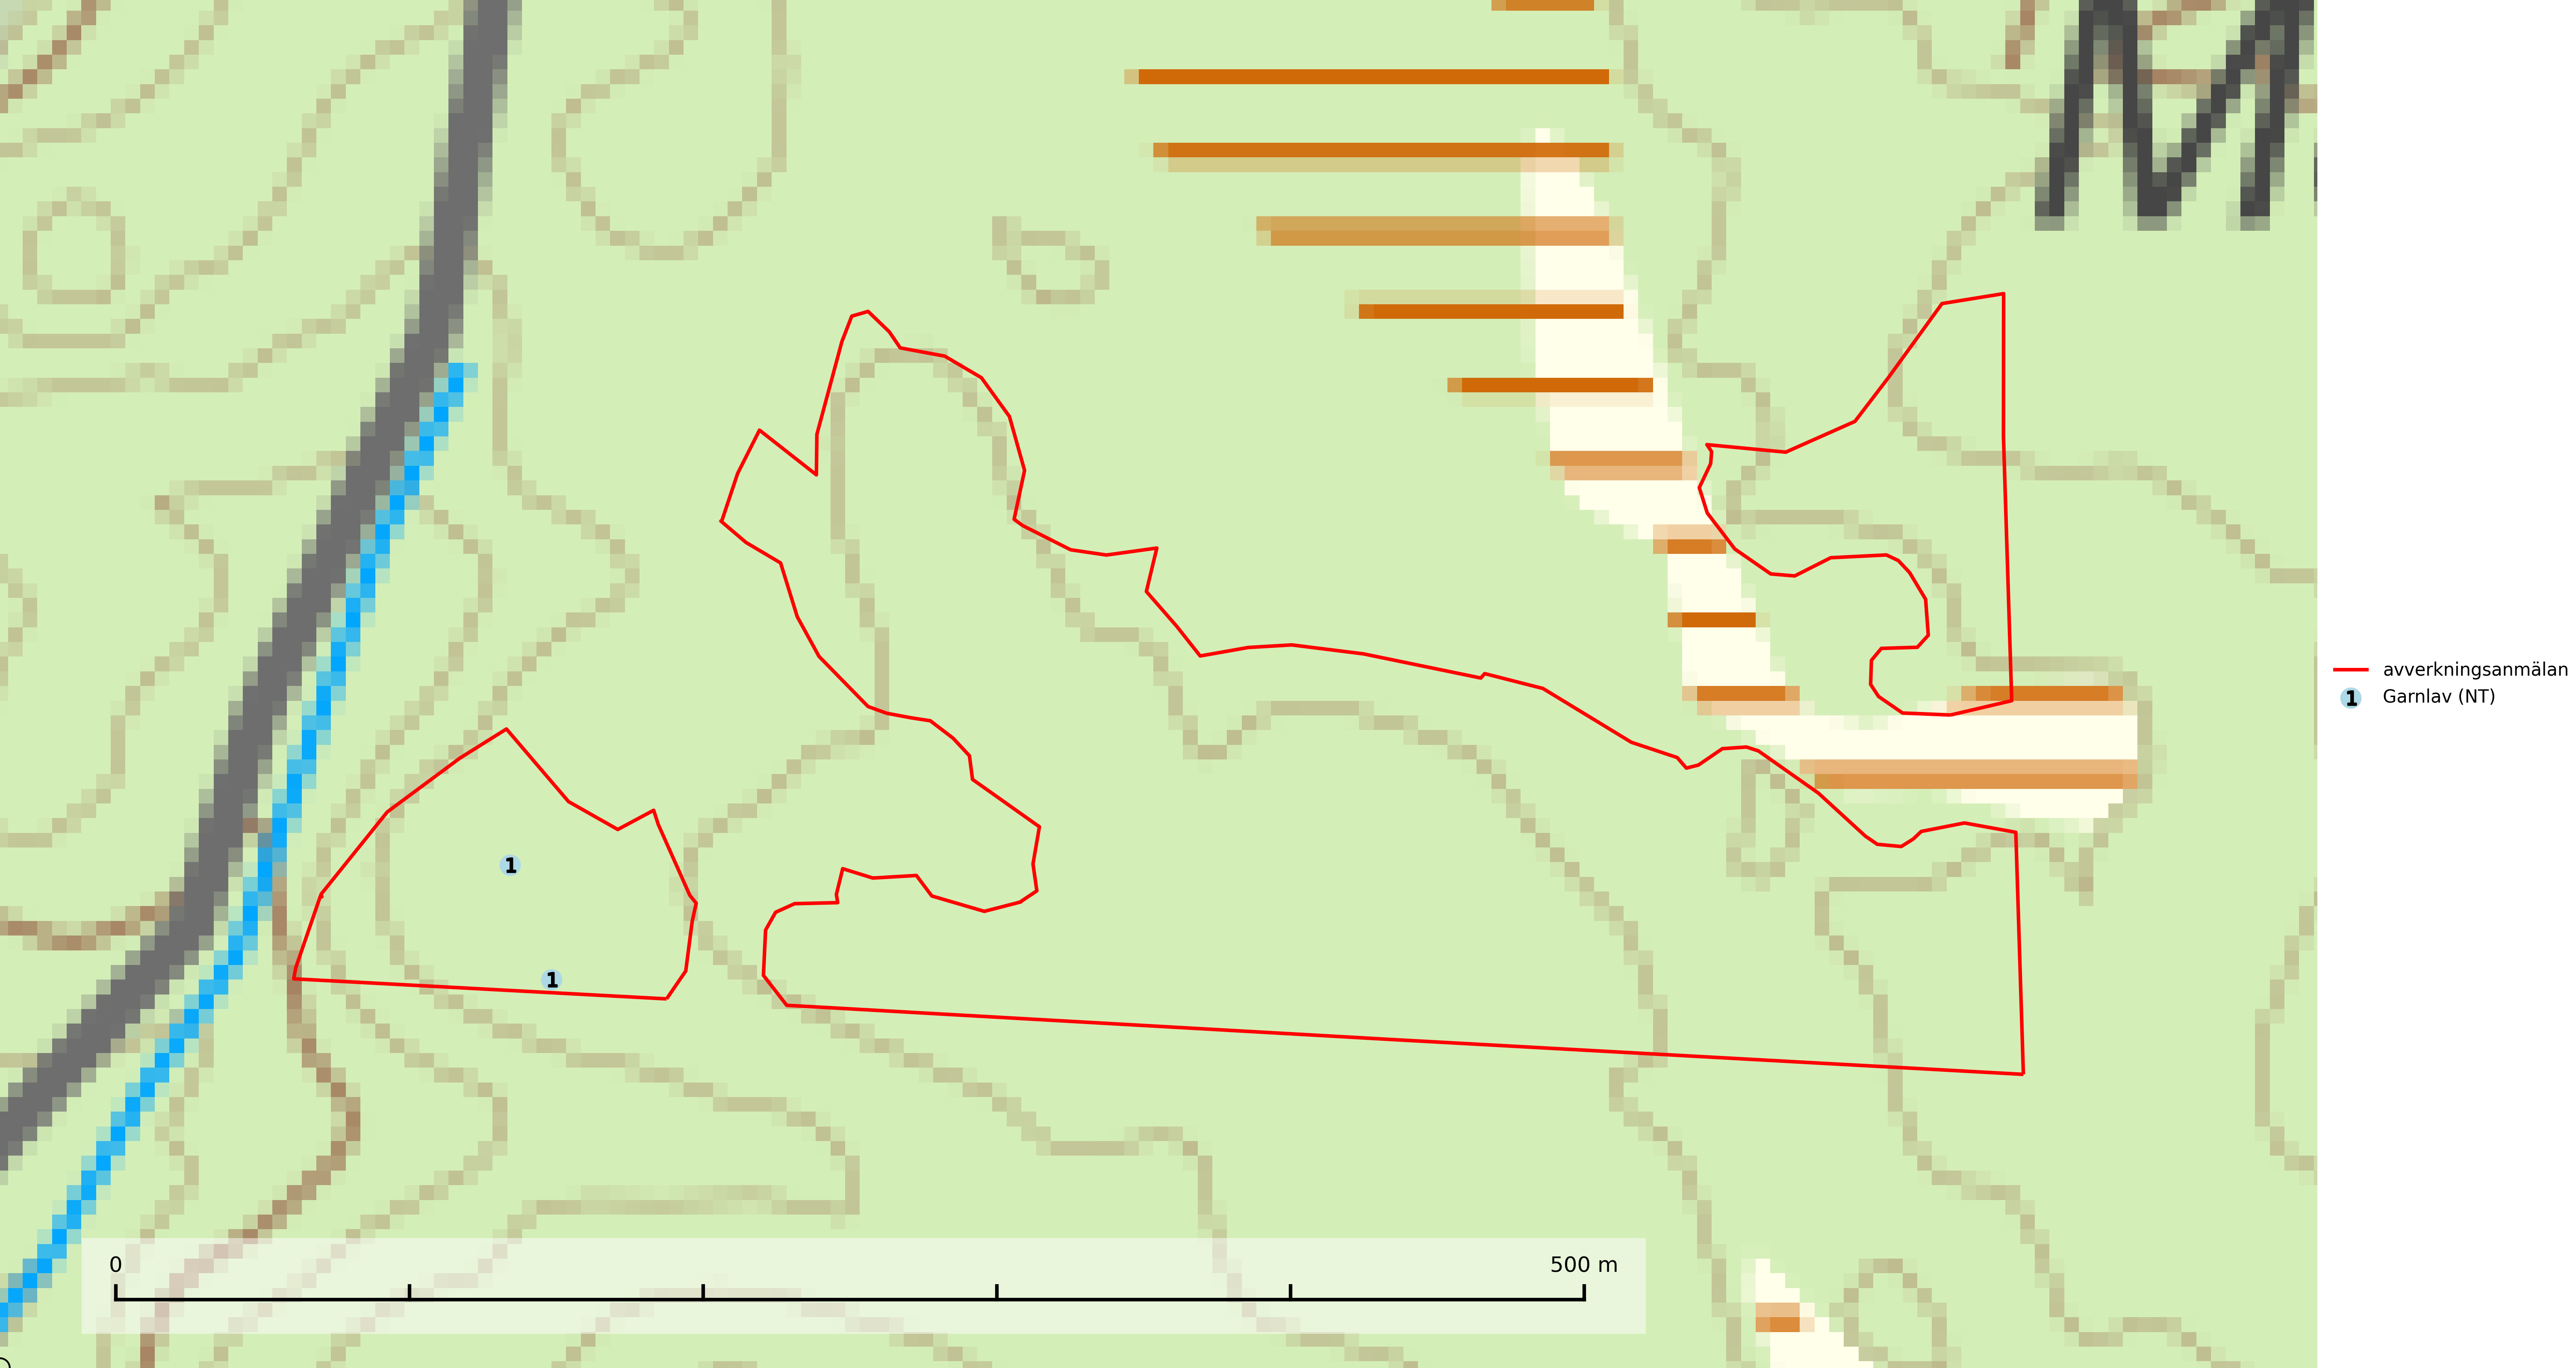 avverkningsanmälan
1 Garnlav (NT)
1
1
0 500 m